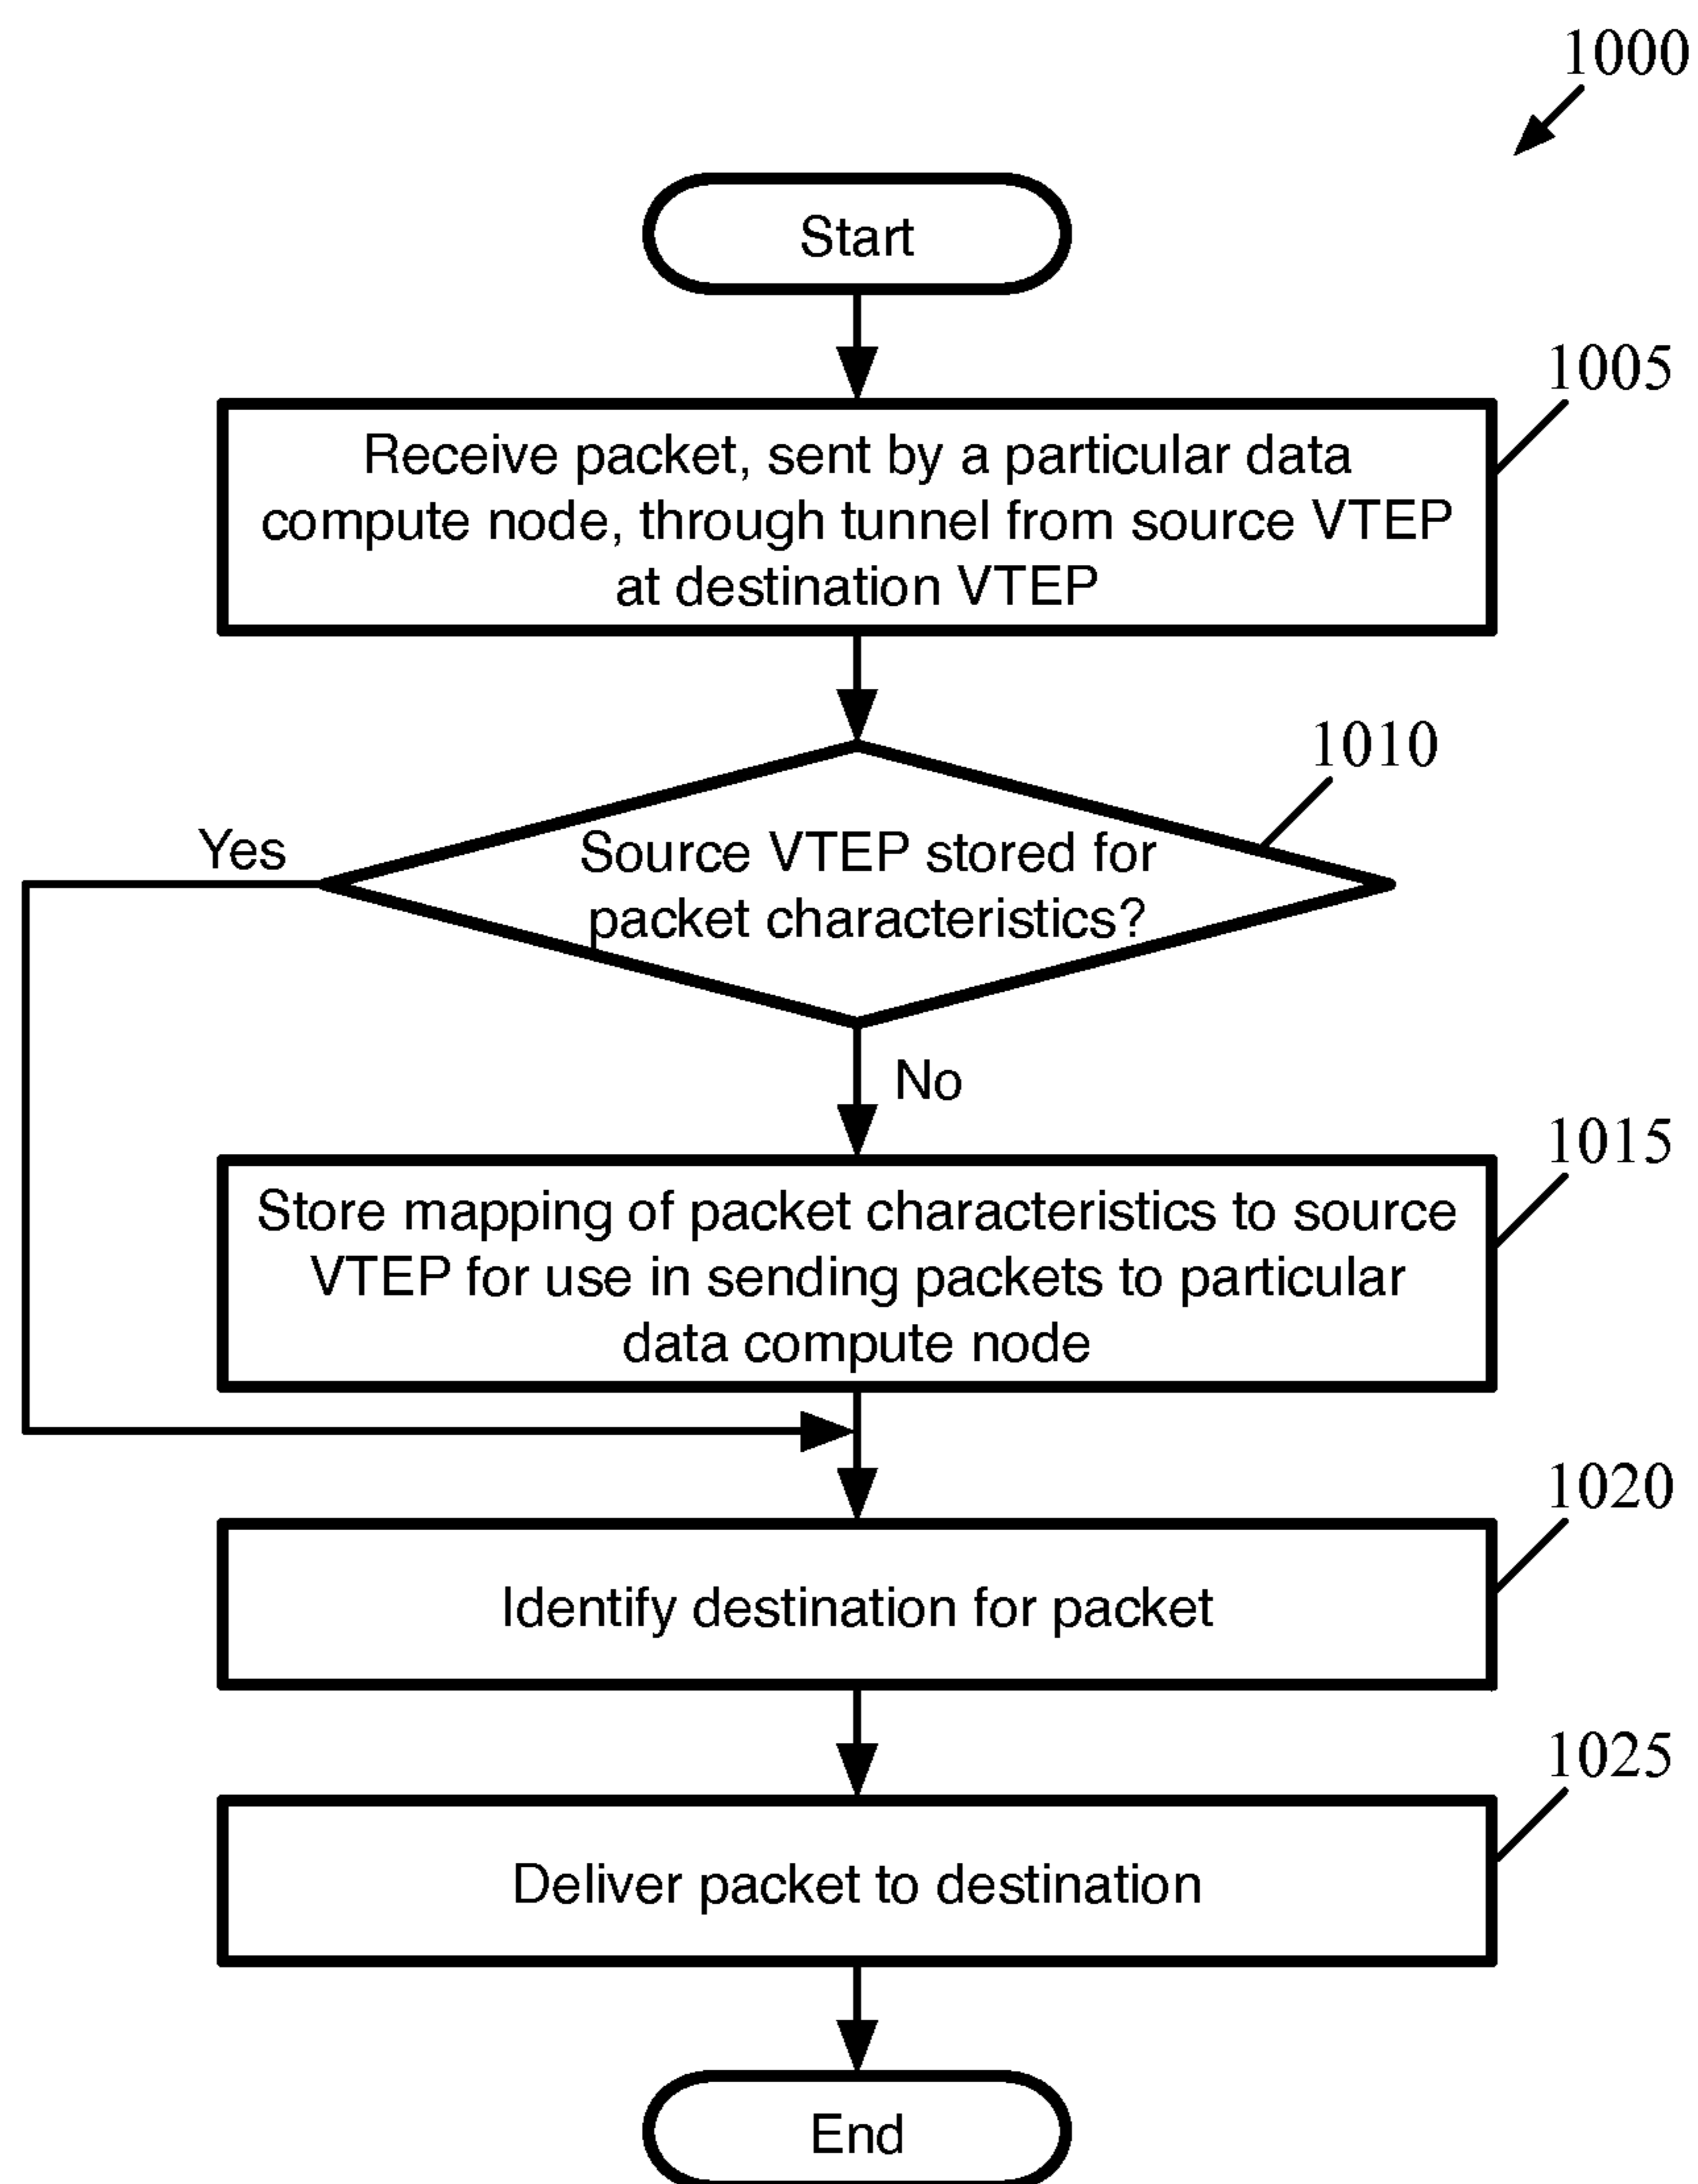 1000
Start
1005
Receive packet, sent by a particular data
compute node, through tunnel from source VTEP
at destination VTEP
1010
Yes
Source VTEP stored for
packet characteristics?
No
1015
Store mapping of packet characteristics to source
VTEP for use in sending packets to particular
data compute node
1020
Identify destination for packet
1025
Deliver packet to destination
End